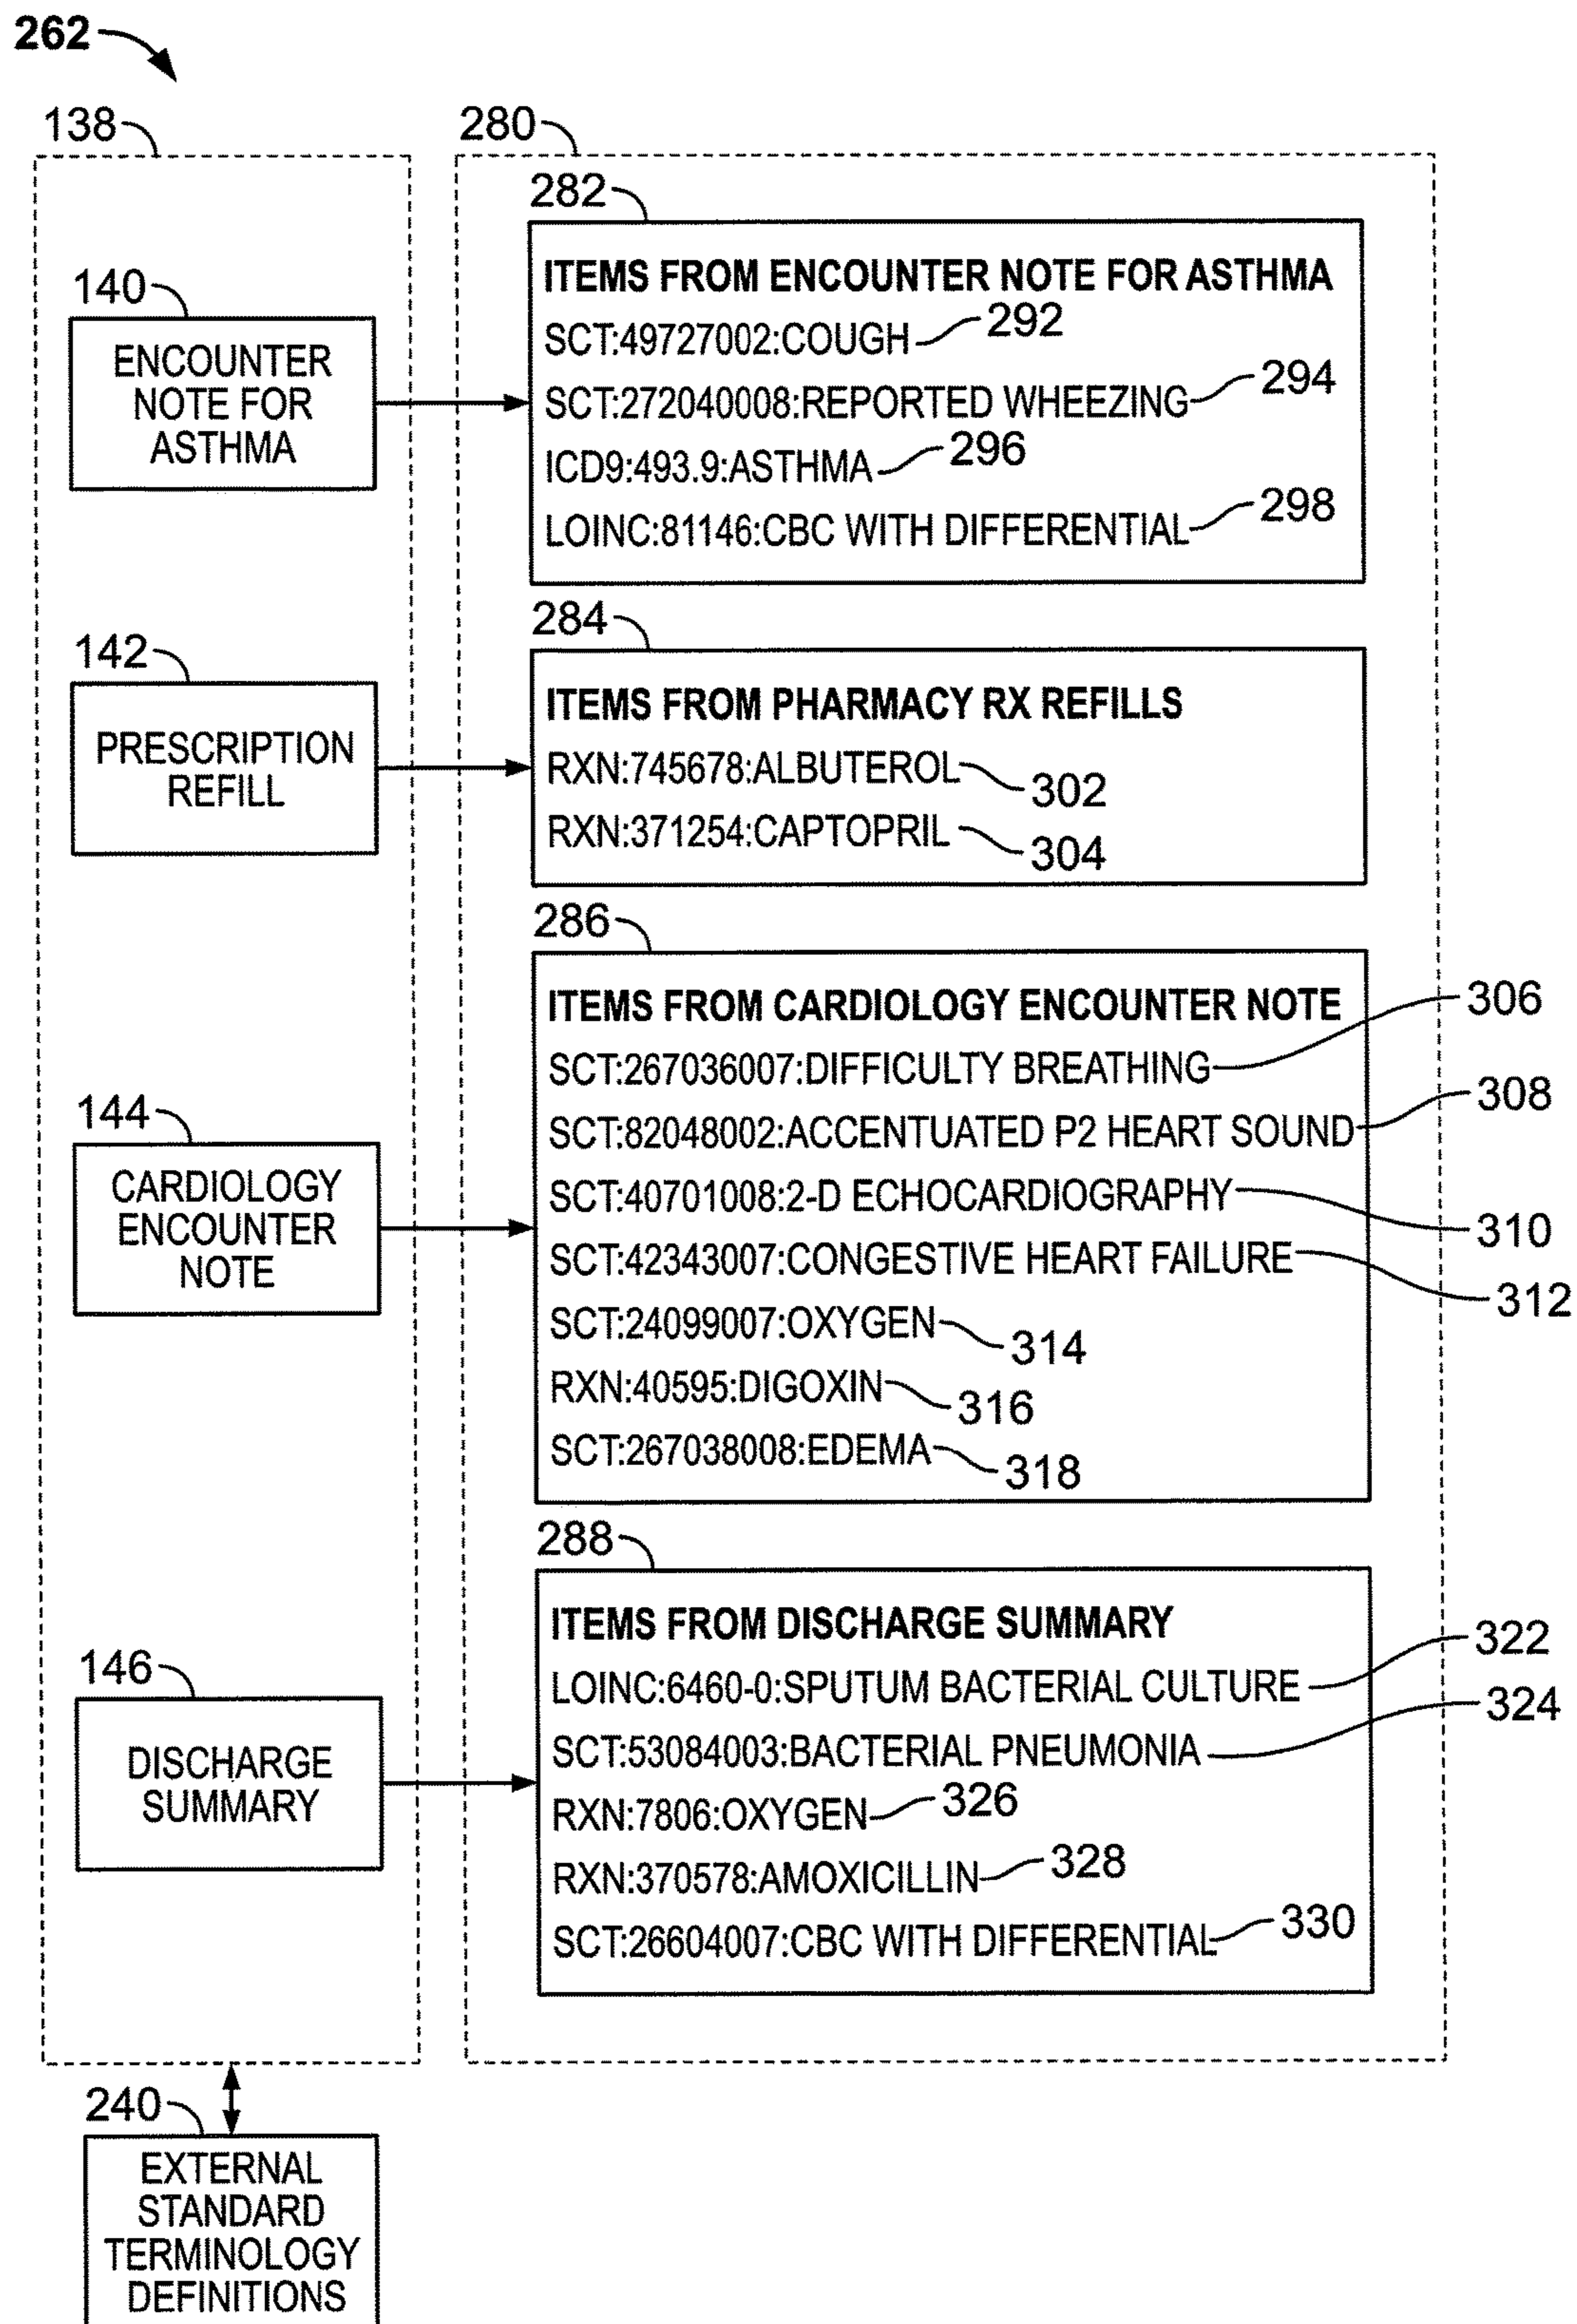 262
138
280
282
140
ENCOUNTER
NOTE FOR
ASTHMA
ITEMS FROM ENCOUNTER NOTE FOR ASTHMA
SCT:49727002:COUGH
292
SCT:272040008:REPORTED WHEEZING
294
ICD9:493.9:ASTHMA
296
LOINC:81146:CBC WITH DIFFERENTIAL
298
284
142
PRESCRIPTION
REFILL
ITEMS FROM PHARMACY RX REFILLS
RXN:745678:ALBUTEROL
302
RXN:371254:CAPTOPRIL
304
286
144
CARDIOLOGY
ENCOUNTER
NOTE
ITEMS FROM CARDIOLOGY ENCOUNTER NOTE
306
SCT:267036007:DIFFICULTY BREATHING
308
SCT:82048002:ACCENTUATED P2 HEART SOUND
SCT:40701008:2-D ECHOCARDIOGRAPHY
310
SCT:42343007:CONGESTIVE HEART FAILURE
312
SCT:24099007:OXYGEN
314
RXN:40595:DIGOXIN
316
SCT:267038008:EDEMA
318
288
146
DISCHARGE
SUMMARY
ITEMS FROM DISCHARGE SUMMARY
322
LOINC:6460-0:SPUTUM BACTERIAL CULTURE
324
SCT:53084003:BACTERIAL PNEUMONIA
RXN:7806:OXYGEN
326
RXN:370578:AMOXICILLIN
328
SCT:26604007:CBC WITH DIFFERENTIAL
330
240
EXTERNAL
STANDARD
TERMINOLOGY
DEFINITIONS